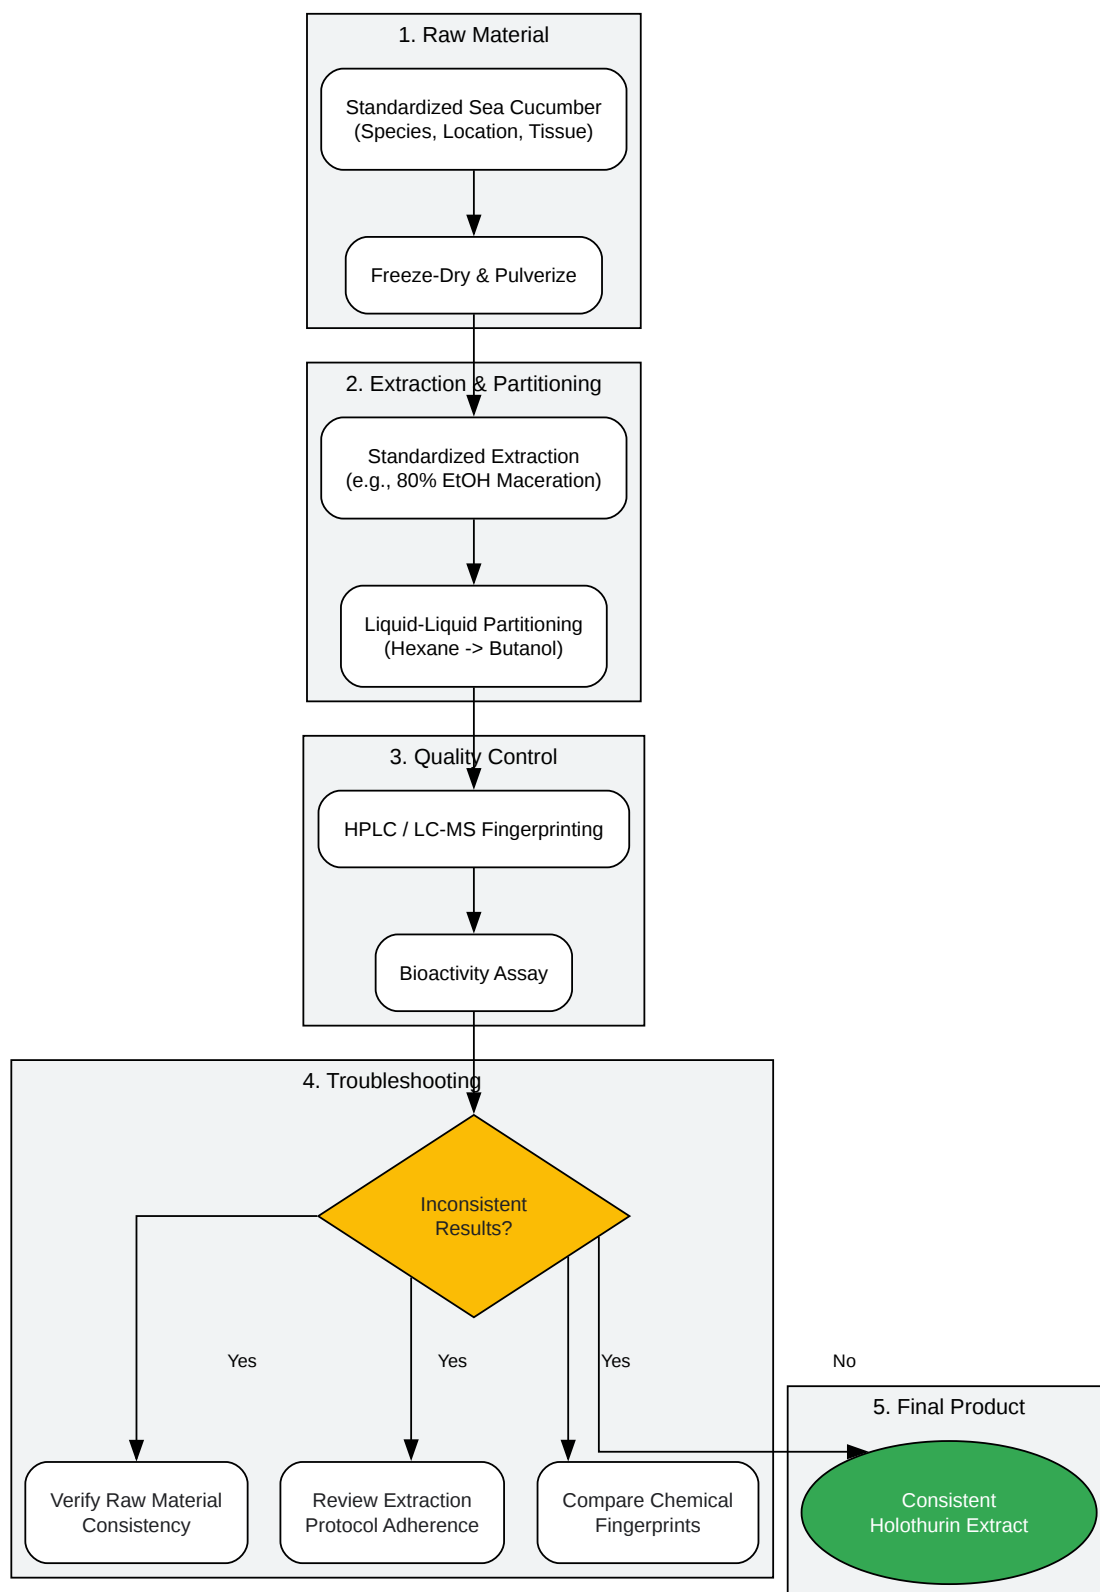 1. Raw Material
Standardized Sea Cucumber
(Species, Location, Tissue)
Freeze-Dry & Pulverize
2. Extraction & Partitioning
Standardized Extraction
(e.g., 80% EtOH Maceration)
Liquid-Liquid Partitioning
(Hexane -> Butanol)
3. Quality Control
HPLC / LC-MS Fingerprinting
Bioactivity Assay
4. Troubleshooting
Inconsistent
Results?
Yes
Yes
Yes
No
5. Final Product
Verify Raw Material
Consistency
Review Extraction
Protocol Adherence
Compare Chemical
Fingerprints
Consistent
Holothurin Extract